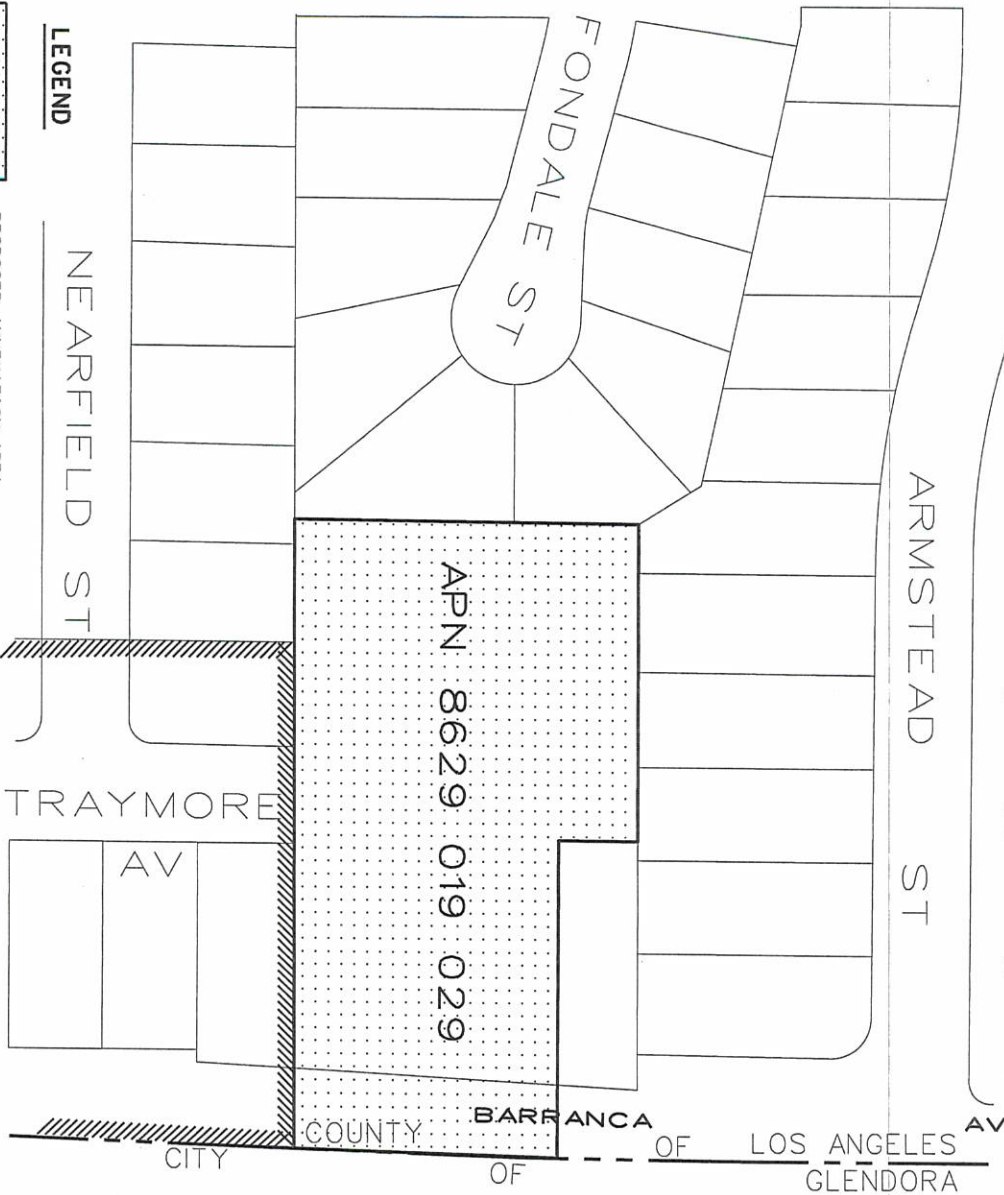 LEGEND
FONDALE ST
NEARFIELD ST
ARMSTEAD ST
APN 8629 019 029
TRAYMORE
AV
BARRANCA AV
COUNTY OF LOS ANGELES
CITY OF GLENDORA